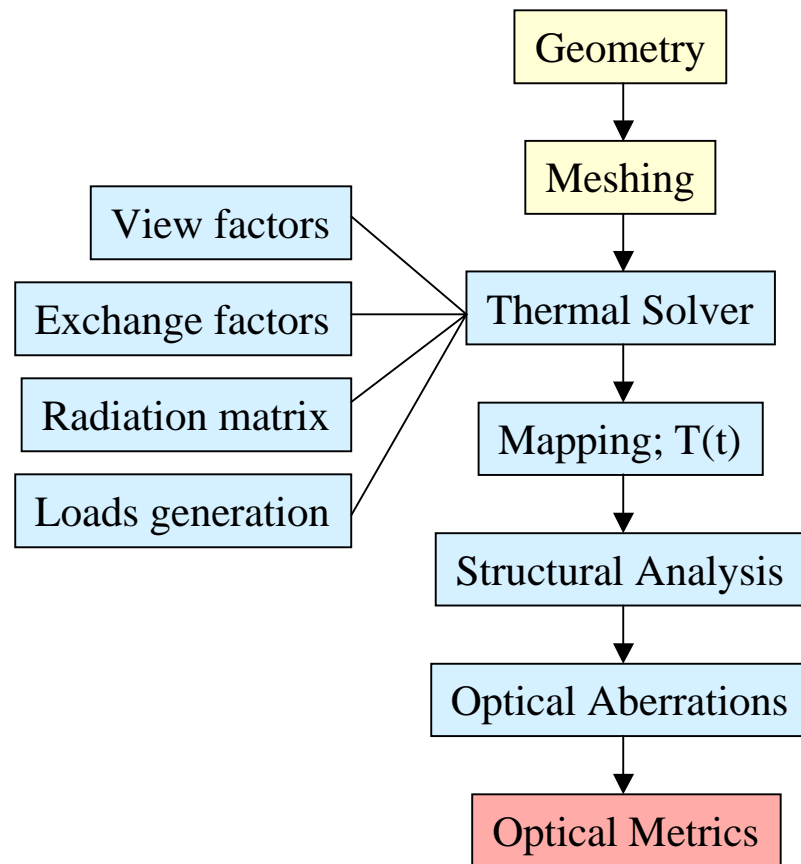 Geometry
Meshing
View factors
Exchange factors
Radiation matrix
Loads generation
Thermal Solver
Mapping; T(t)
Structural Analysis
Optical Aberrations
Optical Metrics